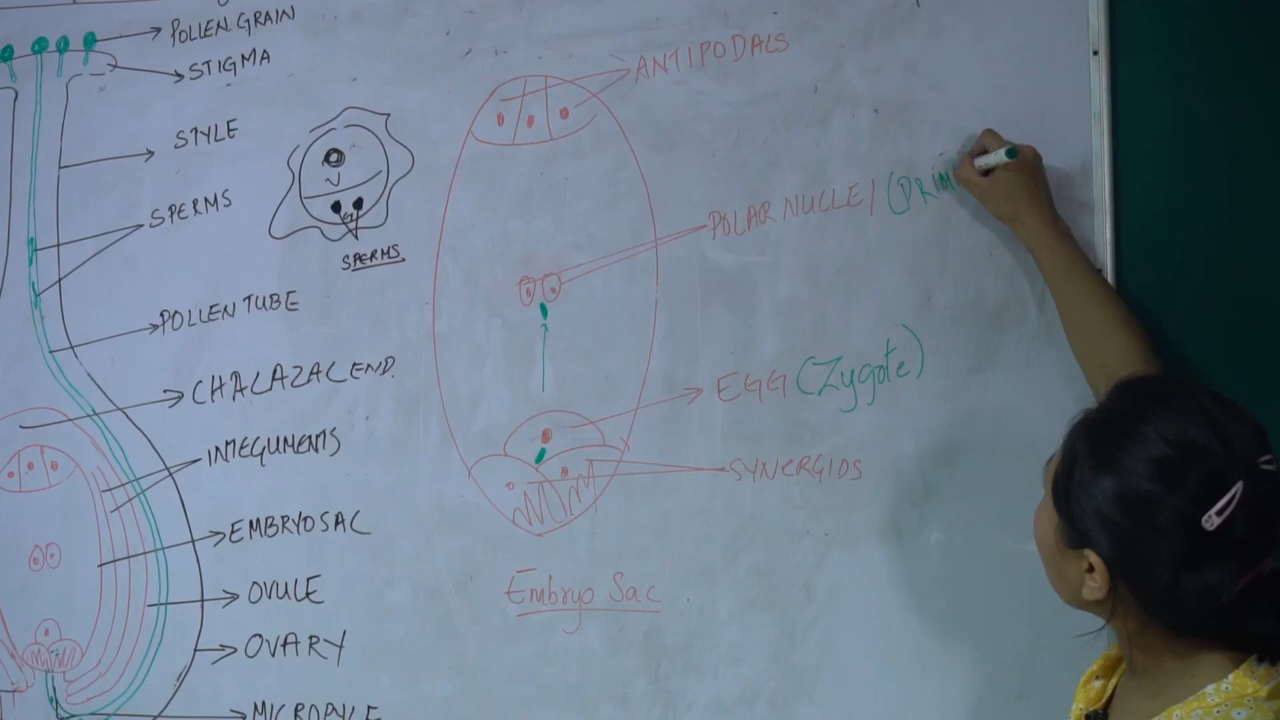 POLLEN GRAIN
STIGMA
STYLE
SPERMS
POLLEN TUBE
CHALAZAL END.
INTEGUMENTS
EMBRYOSAC
OVULE
OVARY
MICROPYLE
SPERMS
ANTIPODALS
POLAR NUCLEI (PRIM
EGG (Zygote)
SYNERGIDS
Embryo Sac